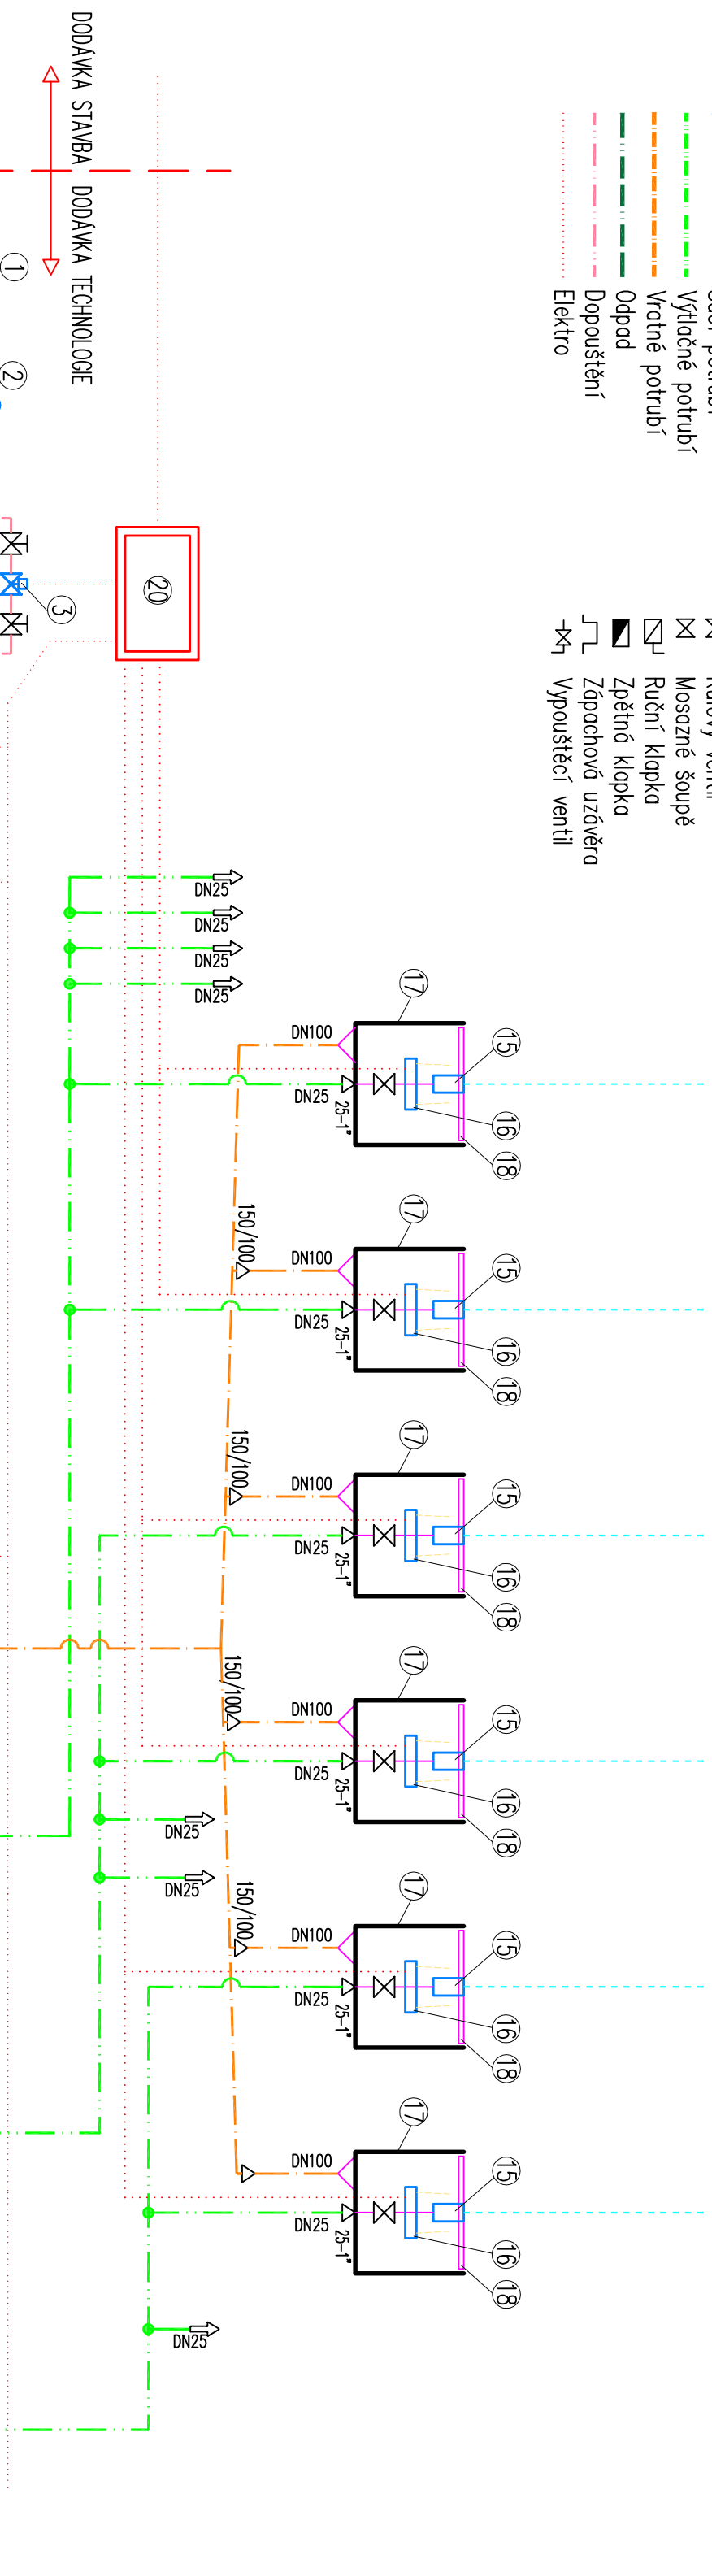 Výtlačné potrubí
Vratné potrubí
Odpad
Dopouštění
Elektro
Mosazné šoupě
Ruční klapka
Zpětná klapka
Zápachová uzávěra
Vypouštěcí ventil
DODÁVKA STAVBA
DODÁVKA TECHNOLOGIE
1
2
3
20
DN25
DN25
DN25
DN25
17
15
16
18
DN100
DN25
25-1"
17
15
16
18
150/100
DN100
DN25
25-1"
17
15
16
18
150/100
DN100
DN25
25-1"
17
15
16
18
150/100
DN100
DN25
25-1"
DN25
DN25
17
15
16
18
150/100
DN100
DN25
25-1"
17
15
16
18
DN100
DN25
25-1"
DN25